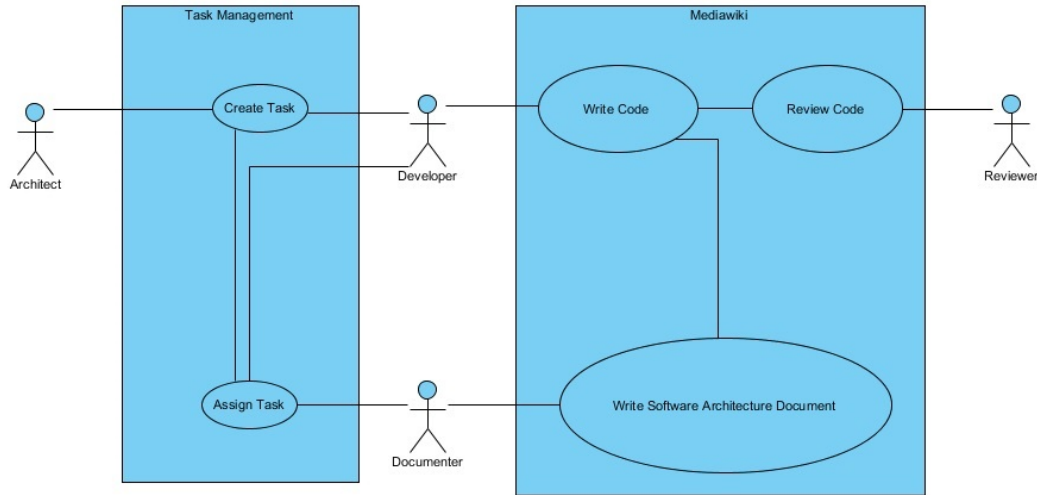 Task Management
Mediawiki
Create Task
Write Code
Review Code
Architect
Developer
Reviewer
Assign Task
Write Software Architecture Document
Documenter